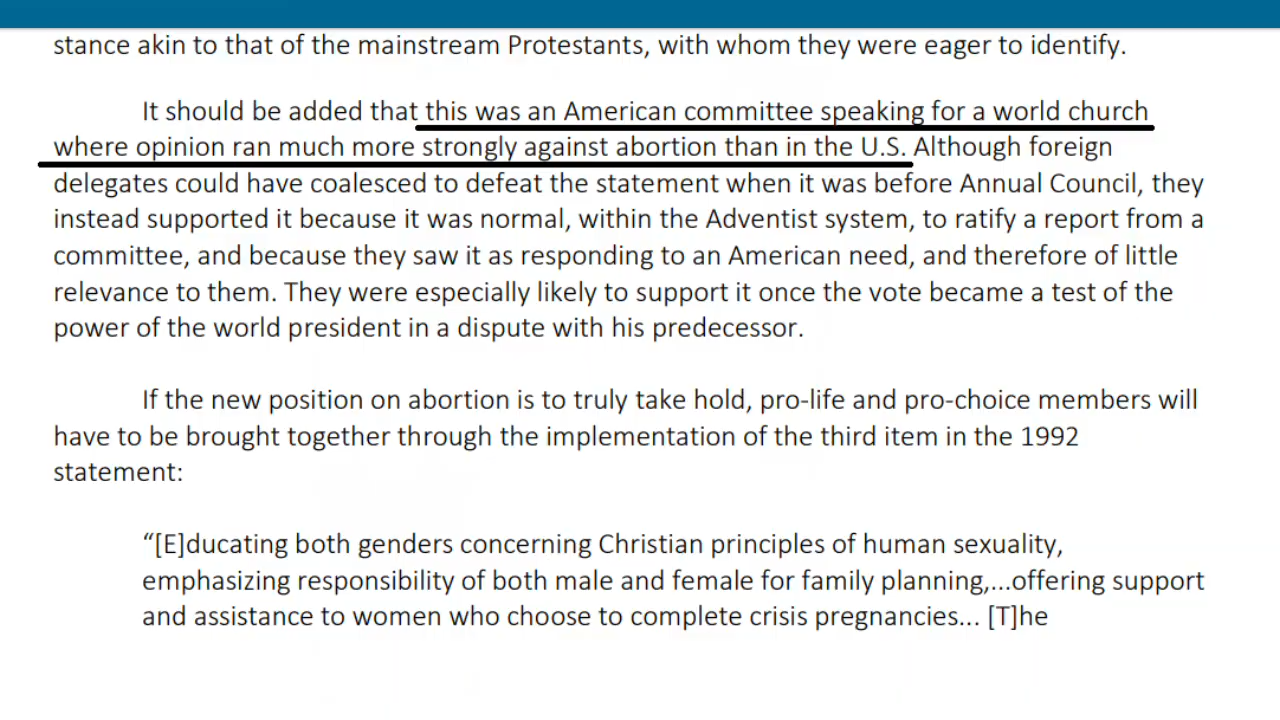 stance akin to that of the mainstream Protestants, with whom they were eager to identify.
It should be added that this was an American committee speaking for a world church
where opinion ran much more strongly against abortion than in the U.S. Although foreign
delegates could have coalesced to defeat the statement when it was before Annual Council, they
instead supported it because it was normal, within the Adventist system, to ratify a report from a
committee, and because they saw it as responding to an American need, and therefore of little
relevance to them. They were especially likely to support it once the vote became a test of the
power of the world president in a dispute with his predecessor.
If the new position on abortion is to truly take hold, pro-life and pro-choice members will
have to be brought together through the implementation of the third item in the 1992
statement:
“[E]ducating both genders concerning Christian principles of human sexuality,
emphasizing responsibility of both male and female for family planning,...offering support
and assistance to women who choose to complete crisis pregnancies... [T]he